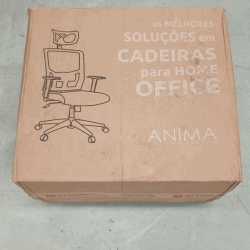 as MELHORES
SOLUÇÕES em
CADEIRAS
para HOME
OFFICE
ANIMA